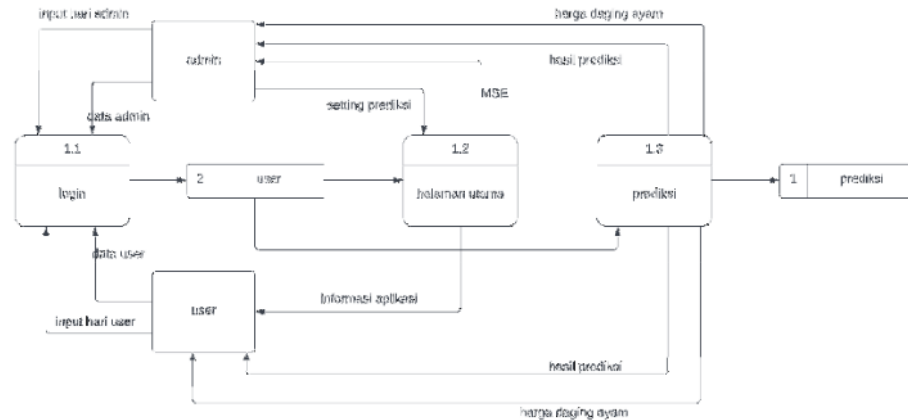 input hari admin
harga daging ayam
admin
hasil prediksi
MSE
setting prediksi
data admin
1.1
1.2
1.3
login
2 user
halaman utama
prediksi
1 prediksi
data user
user
Informasi aplikasi
input hari user
hasil prediksi
harga daging ayam